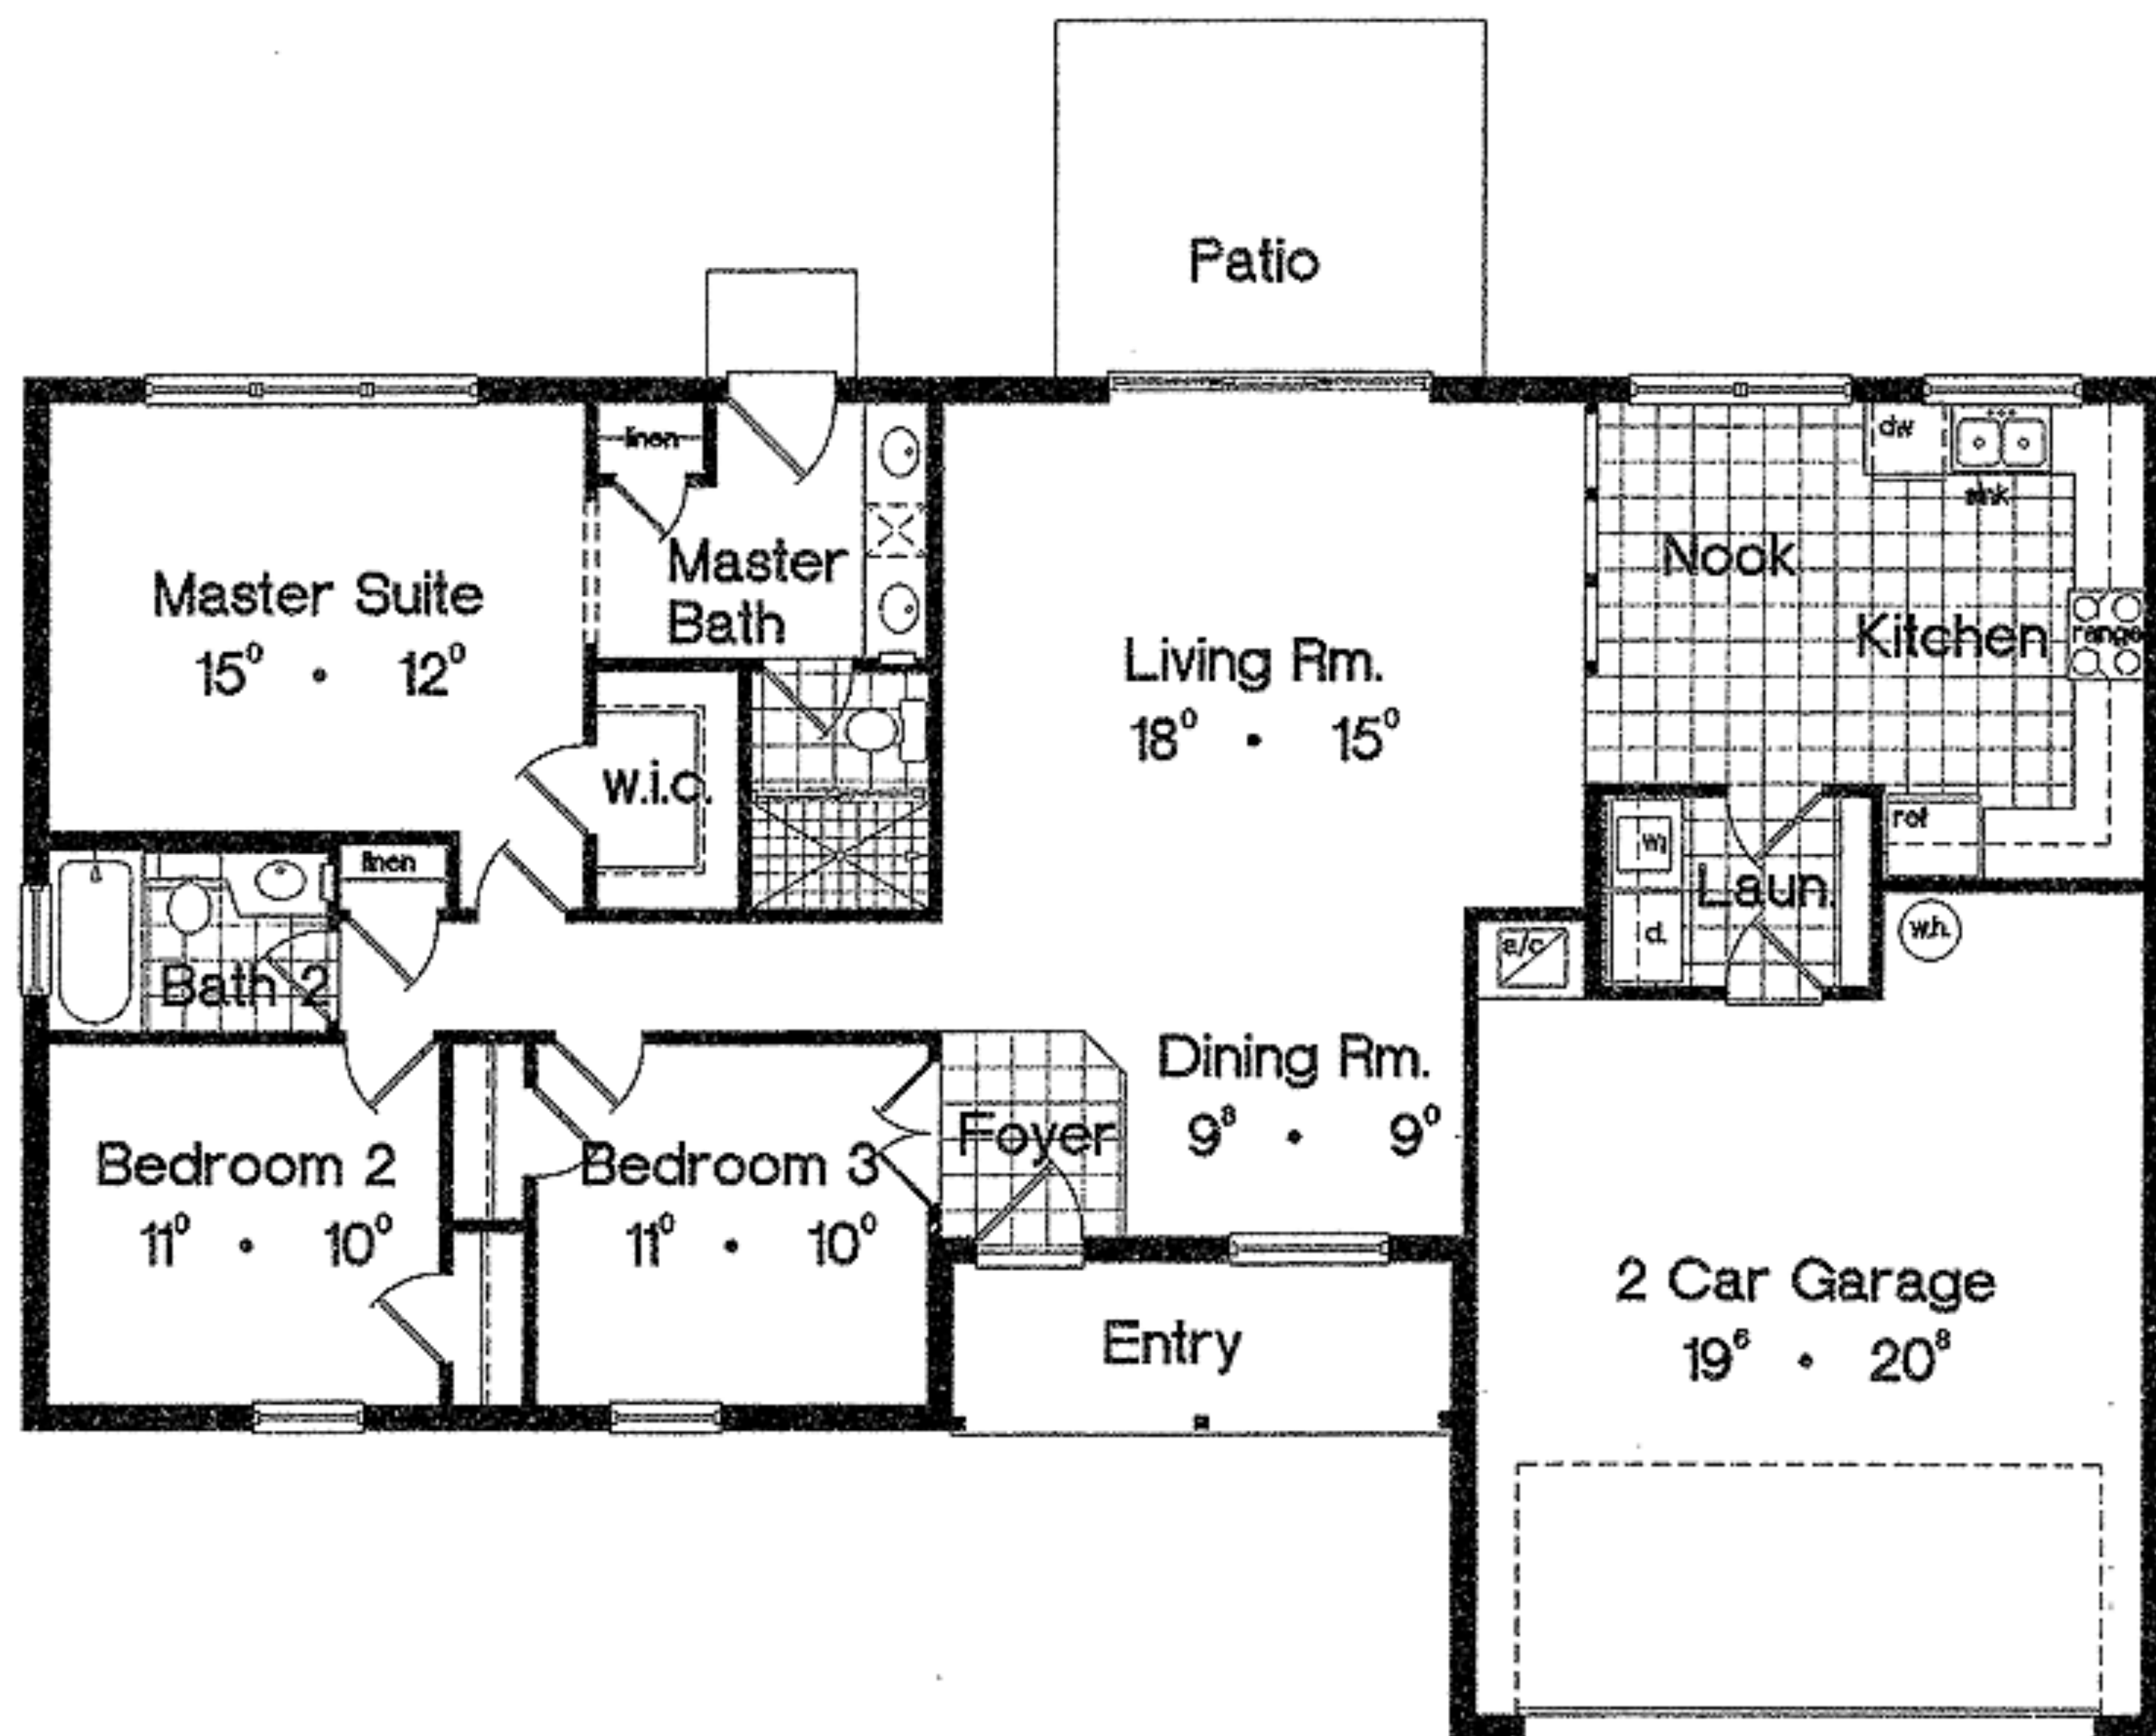 Patio
linen
Master
Bath
Master Suite
15⁰ • 12⁰
w.i.c.
Living Rm.
18⁰ • 15⁰
dw
sink
Nook
Kitchen
range
ref
w
d.
Laun.
w.h.
a/c
linen
Bath 2
Bedroom 2
11⁰ • 10⁰
Bedroom 3
11⁰ • 10⁰
Foyer
Dining Rm.
9⁸ • 9⁰
Entry
2 Car Garage
19⁶ • 20⁸